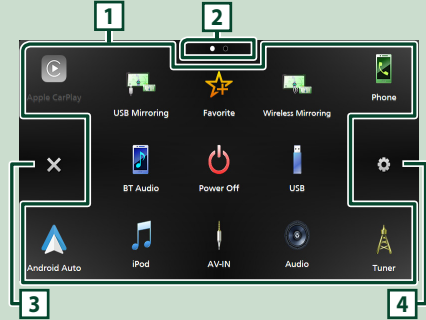 1
2
Apple CarPlay
USB Mirroring
Favorite
Wireless Mirroring
Phone
BT Audio
Power Off
USB
Android Auto
iPod
AV-IN
Audio
Tuner
3
4